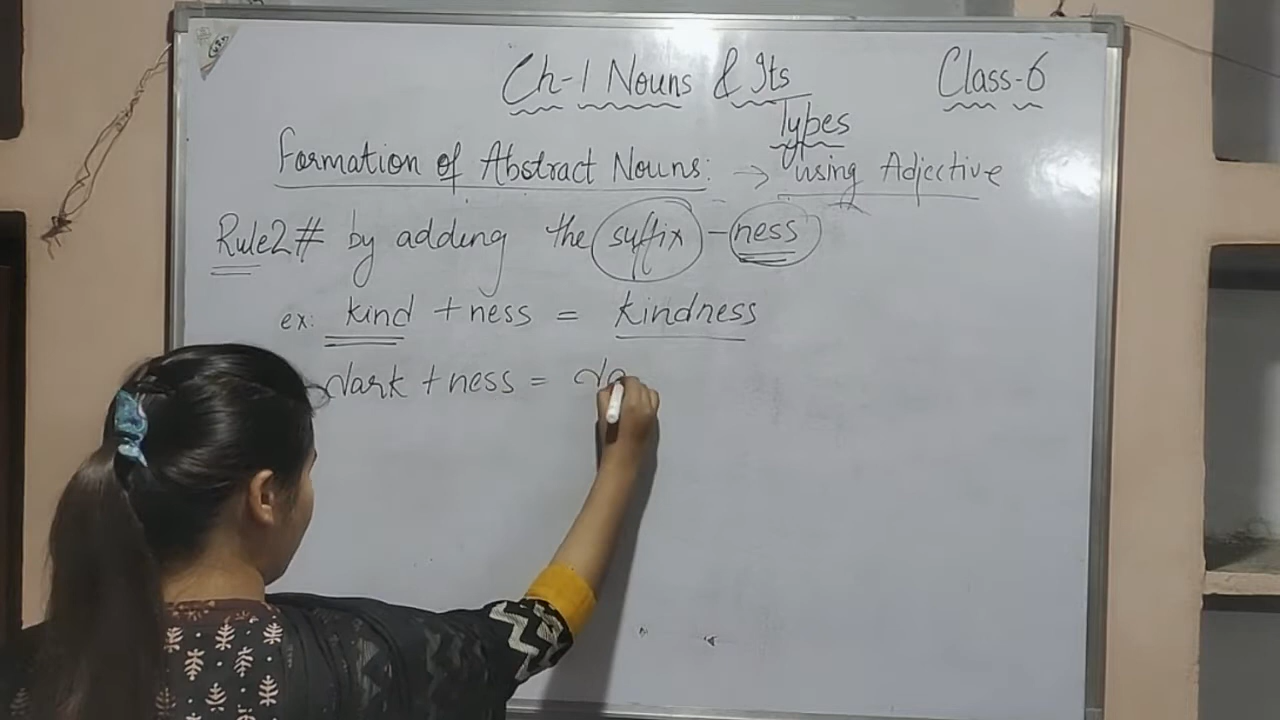 Ch-1 Nouns & Its Types
Class-6
Formation of Abstract Nouns: → using Adjective
Rule2# by adding the suffix -ness
ex: kind + ness = kindness
dark + ness = da